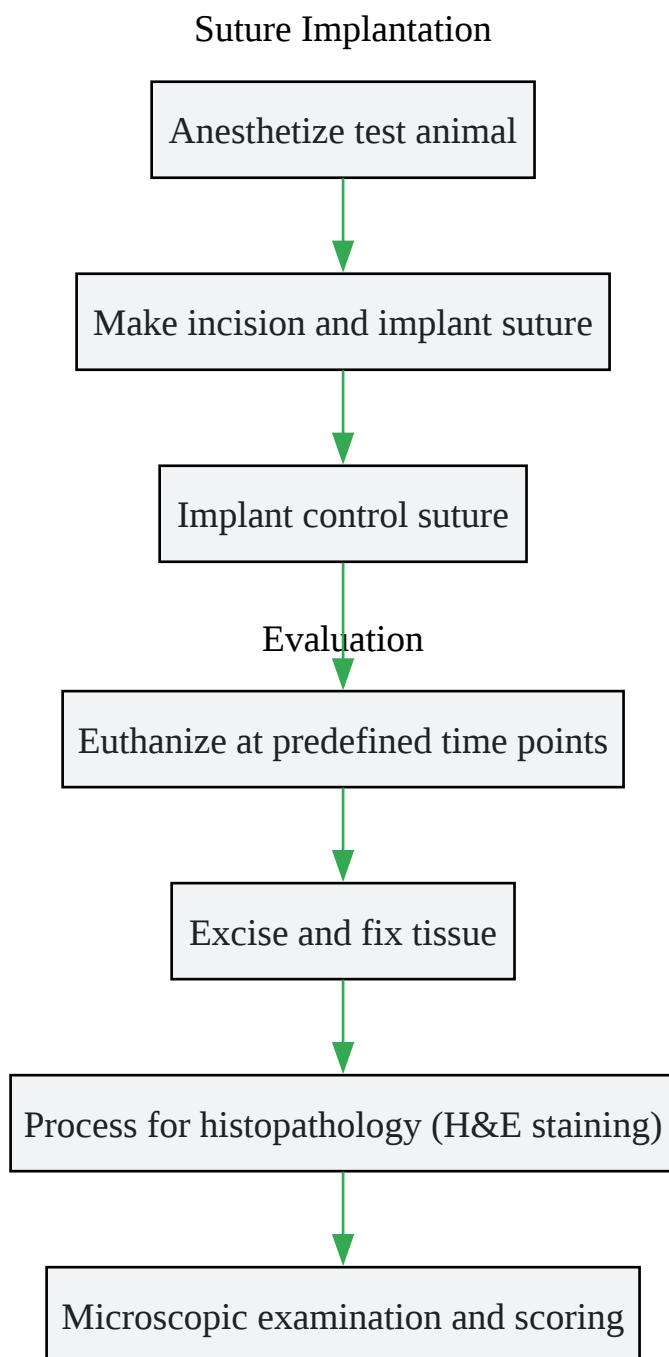 Suture Implantation
Anesthetize test animal
Make incision and implant suture
Implant control suture
Evaluation
Euthanize at predefined time points
Excise and fix tissue
Process for histopathology (H&E staining)
Microscopic examination and scoring